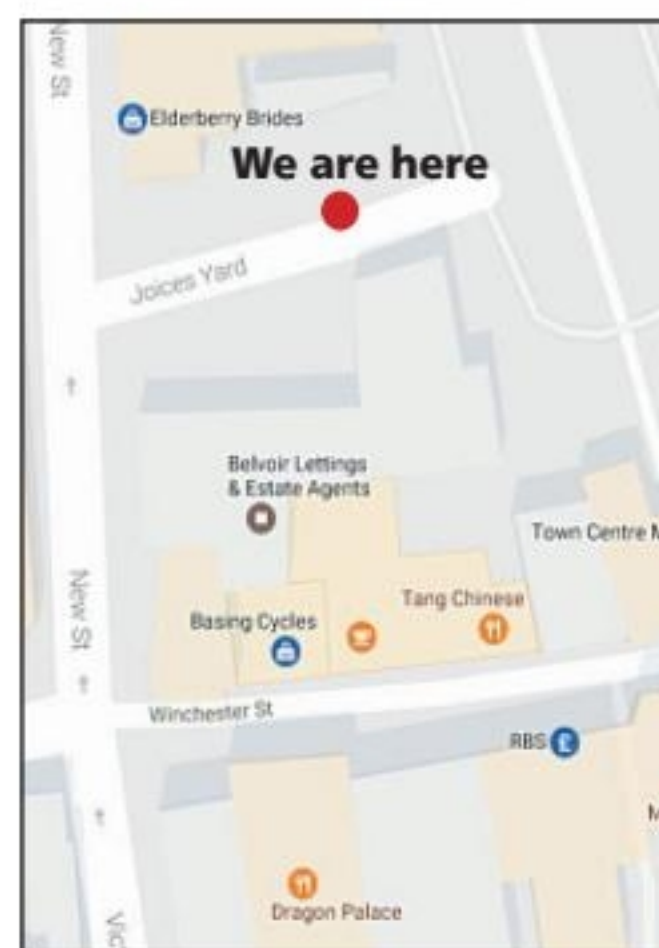 New St
Elderberry Brides
We are here
Joices Yard
Belvoir Lettings
& Estate Agents
Town Centre M
New St
Tang Chinese
Basing Cycles
Winchester St
RBS £
M
Dragon Palace
Vic